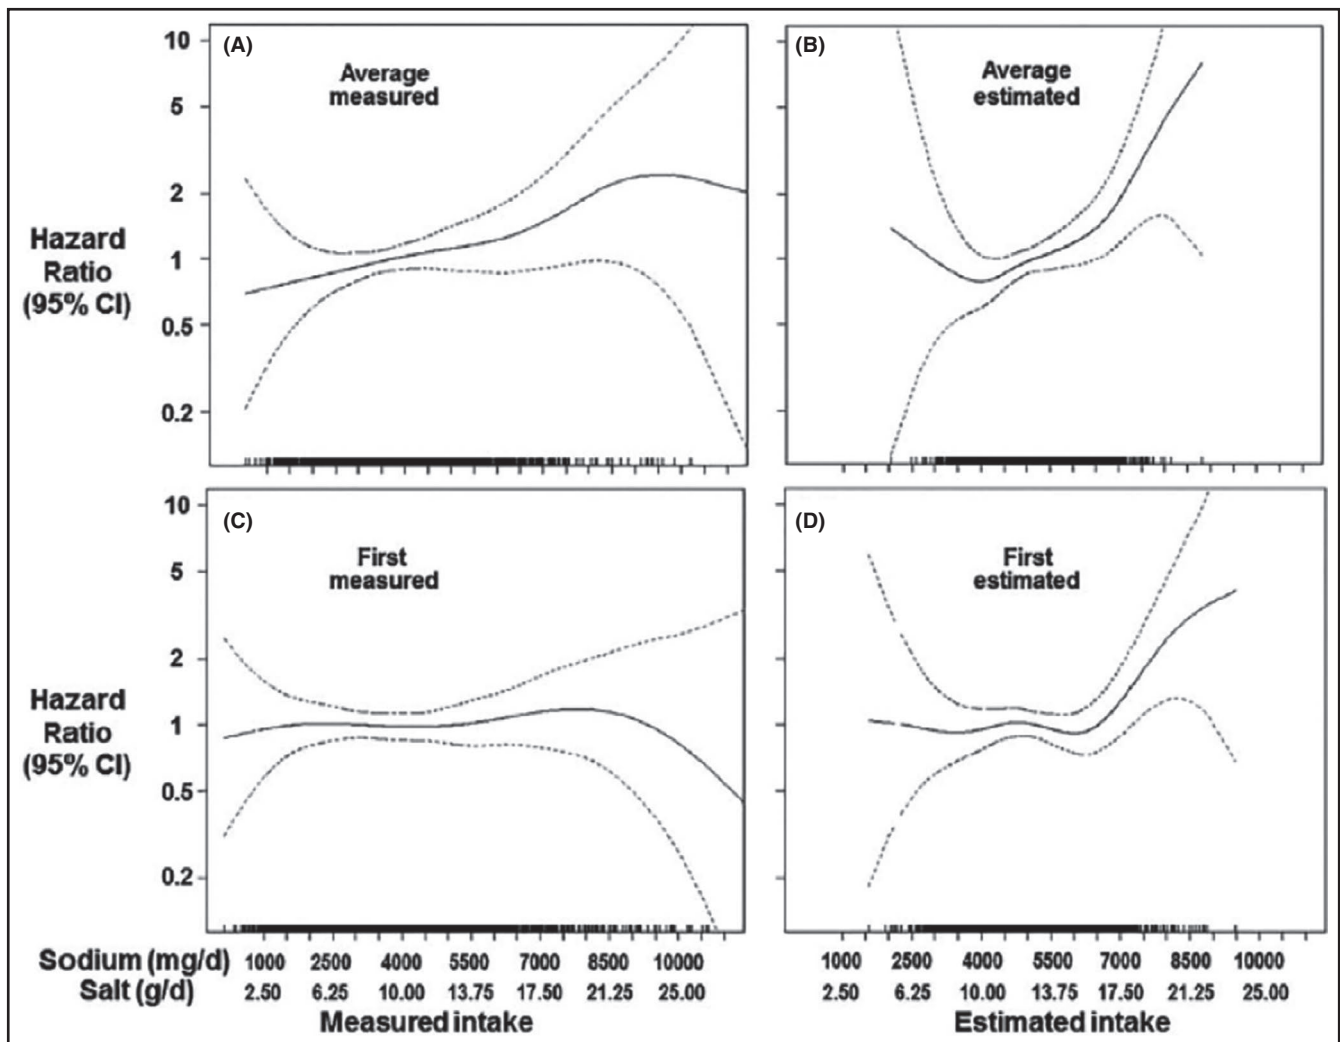 (A)
Average
measured
10
5
2
1
0.5
0.2
Hazard
Ratio
(95% CI)
(B)
Average
estimated
(C)
First
measured
10
5
2
1
0.5
0.2
Hazard
Ratio
(95% CI)
(D)
First
estimated
Sodium (mg/d) 1000 2500 4000 5500 7000 8500 10000
Salt (g/d) 2.50 6.25 10.00 13.75 17.50 21.25 25.00
Measured intake
1000 2500 4000 5500 7000 8500 10000
2.50 6.25 10.00 13.75 17.50 21.25 25.00
Estimated intake